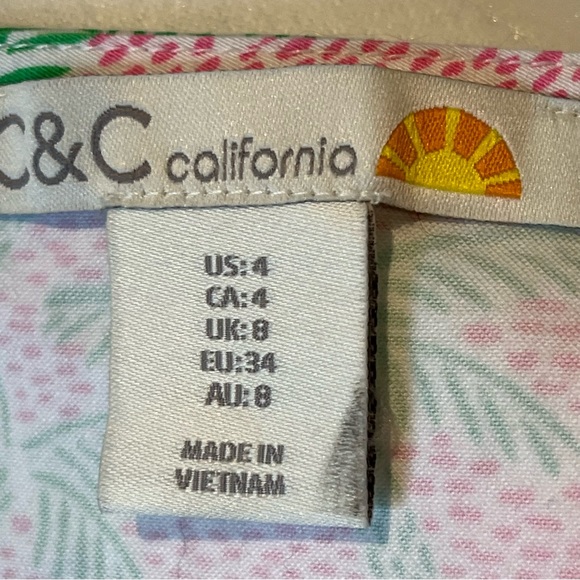 C&C california
US: 4
CA: 4
UK: 8
EU: 34
AU: 8
MADE IN
VIETNAM